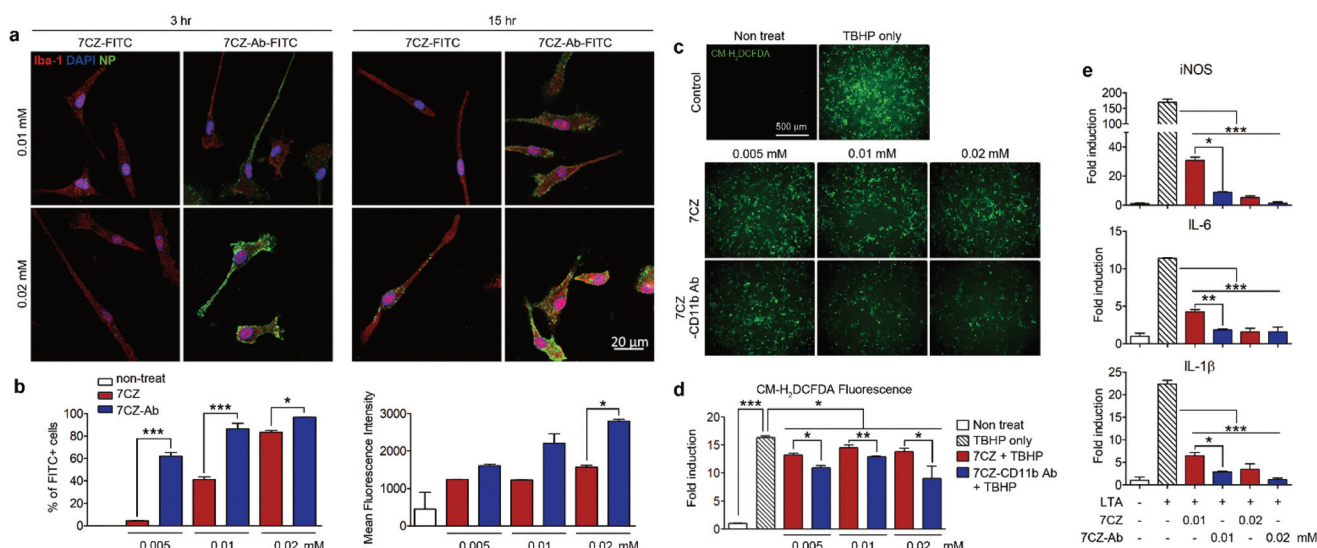 3 hr
15 hr
a
7CZ-FITC
7CZ-Ab-FITC
7CZ-FITC
7CZ-Ab-FITC
Iba-1 DAPI NP
0.01 mM
0.02 mM
20 μm
b
non-treat
7CZ
7CZ-Ab
% of FITC+ cells
100
80
60
40
20
0
***
***
*
0.005
0.01
0.02 mM
Mean Fluorescence Intensity
3000
2000
1000
0
*
0.005
0.01
0.02 mM
c
Non treat
TBHP only
CM-H2DCFDA
Control
500 μm
0.005 mM
0.01 mM
0.02 mM
7CZ
7CZ
-CD11b Ab
d
CM-H2DCFDA Fluorescence
Fold induction
20
15
10
5
0
***
*
*
**
*
0.005
0.01
0.02 mM
Non treat
TBHP only
7CZ + TBHP
7CZ-CD11b Ab
+ TBHP
e
iNOS
Fold induction
200
150
100
40
20
0
***
*
IL-6
Fold induction
15
10
5
0
***
**
IL-1β
Fold induction
25
20
15
10
5
0
***
*
LTA - + + + + +
7CZ - - 0.01 - 0.02 -
7CZ-Ab - - - 0.01 - 0.02 mM